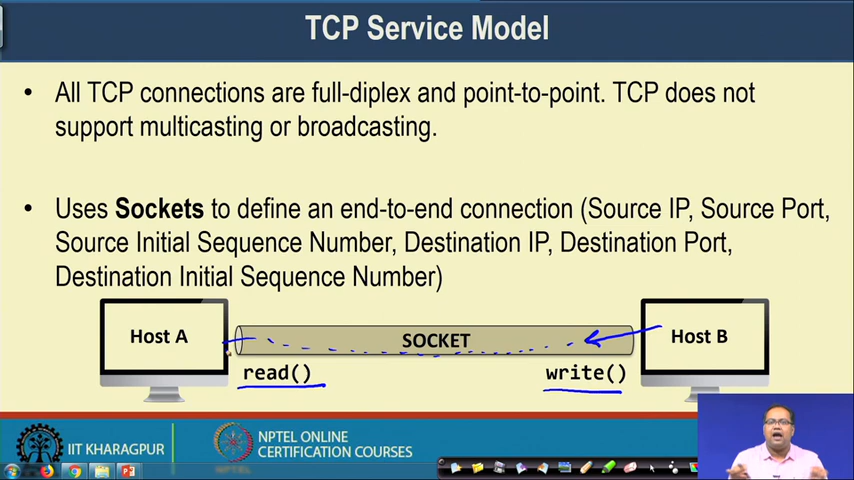 TCP Service Model
• All TCP connections are full-diplex and point-to-point. TCP does not
support multicasting or broadcasting.
• Uses Sockets to define an end-to-end connection (Source IP, Source Port,
Source Initial Sequence Number, Destination IP, Destination Port,
Destination Initial Sequence Number)
Host A
SOCKET
Host B
read()
write()
IIT KHARAGPUR
NPTEL ONLINE
CERTIFICATION COURSES
NPTEL